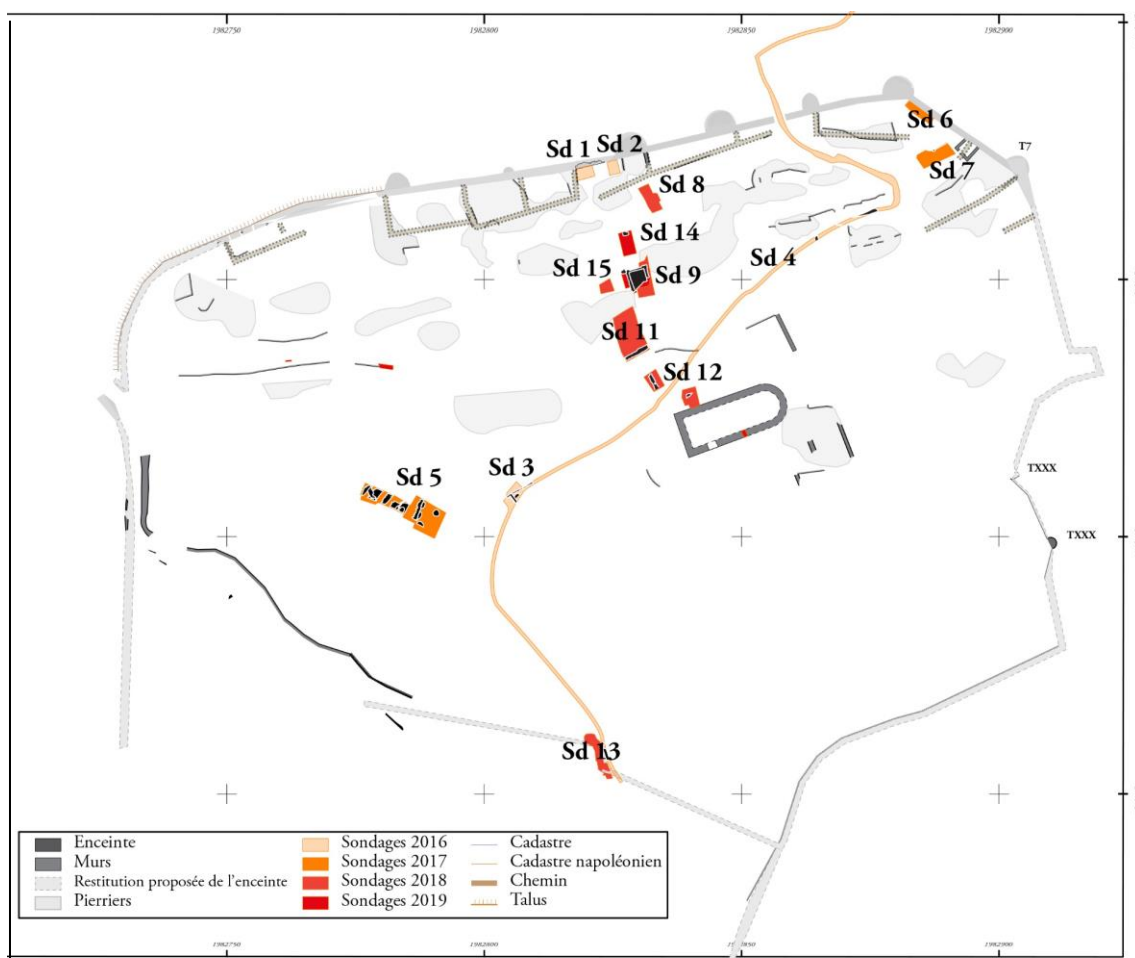 1982750 1982800 1982850 1982900
Sd 6
Sd 1 Sd 2
T7
Sd 7
Sd 8
Sd 14
Sd 4
Sd 15 Sd 9
Sd 11
Sd 12
Sd 5 Sd 3
TXXX
TXXX
Sd 13
Enceinte
Murs
Restitution proposée de l'enceinte
Pierriers
Sondages 2016
Sondages 2017
Sondages 2018
Sondages 2019
Cadastre
Cadastre napoléonien
Chemin
Talus
1982750 1982800 1982850 1982900